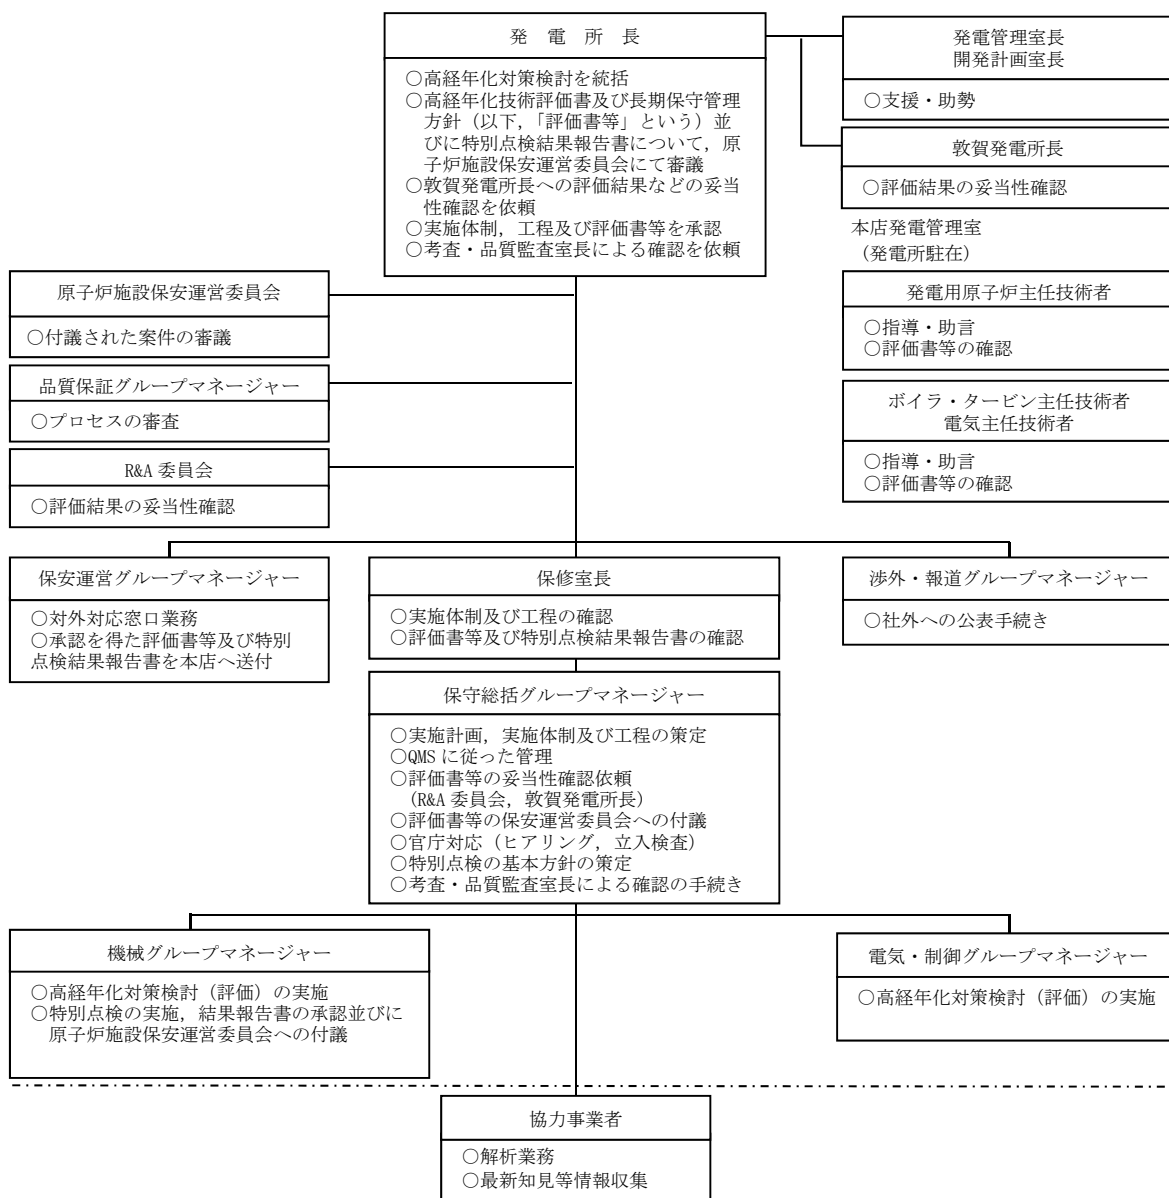 発 電 所 長
○高経年化対策検討を統括
○高経年化技術評価書及び長期保守管理
方針（以下，「評価書等」という）並
びに特別点検結果報告書について，原
子炉施設保安運営委員会にて審議
○敦賀発電所長への評価結果などの妥当
性確認を依頼
○実施体制，工程及び評価書等を承認
○考査・品質監査室長による確認を依頼
発電管理室長
開発計画室長
○支援・助勢
敦賀発電所長
○評価結果の妥当性確認
本店発電管理室
（発電所駐在）
発電用原子炉主任技術者
○指導・助言
○評価書等の確認
ボイラ・タービン主任技術者
電気主任技術者
○指導・助言
○評価書等の確認
原子炉施設保安運営委員会
○付議された案件の審議
品質保証グループマネージャー
○プロセスの審査
R&A 委員会
○評価結果の妥当性確認
保安運営グループマネージャー
○対外対応窓口業務
○承認を得た評価書等及び特別
点検結果報告書を本店へ送付
保修室長
○実施体制及び工程の確認
○評価書等及び特別点検結果報告書の確認
渉外・報道グループマネージャー
○社外への公表手続き
保守総括グループマネージャー
○実施計画，実施体制及び工程の策定
○QMS に従った管理
○評価書等の妥当性確認依頼
（R&A 委員会，敦賀発電所長）
○評価書等の保安運営委員会への付議
○官庁対応（ヒアリング，立入検査）
○特別点検の基本方針の策定
○考査・品質監査室長による確認の手続き
機械グループマネージャー
○高経年化対策検討（評価）の実施
○特別点検の実施，結果報告書の承認並びに
原子炉施設保安運営委員会への付議
電気・制御グループマネージャー
○高経年化対策検討（評価）の実施
協力事業者
○解析業務
○最新知見等情報収集